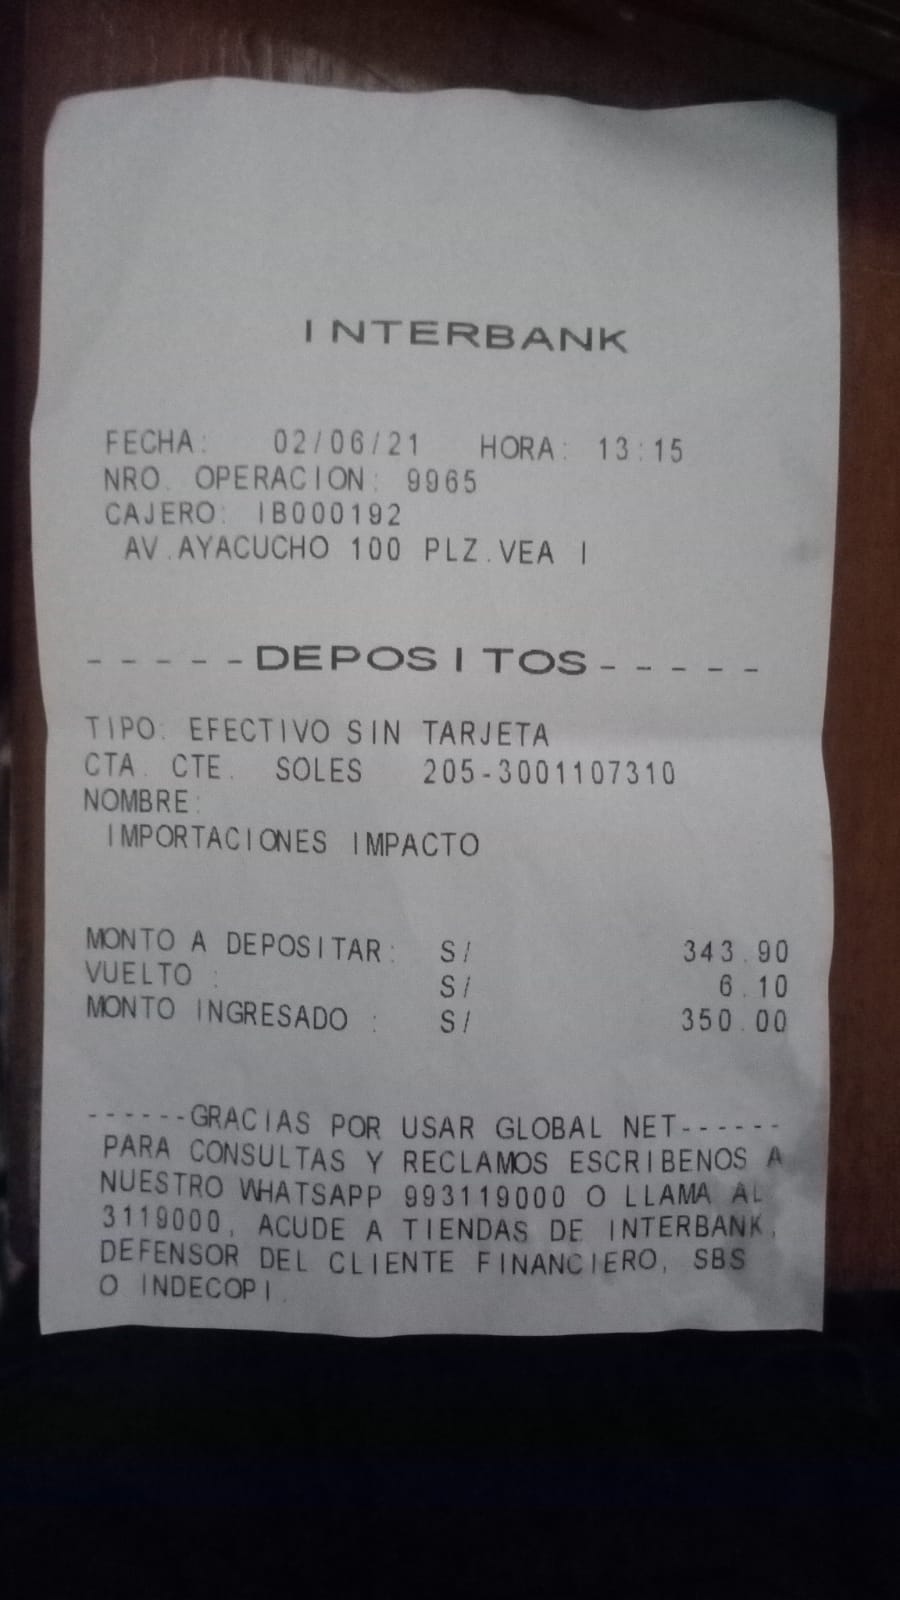 INTERBANK
FECHA: 02/06/21 HORA: 13:15
NRO. OPERACION: 9965
CAJERO: IB000192
AV.AYACUCHO 100 PLZ.VEA I
-----DEPOSITOS-----
TIPO: EFECTIVO SIN TARJETA
CTA. CTE. SOLES 205-3001107310
NOMBRE:
IMPORTACIONES IMPACTO
MONTO A DEPOSITAR: S/ 343.90
VUELTO : S/ 6.10
MONTO INGRESADO : S/ 350.00
------GRACIAS POR USAR GLOBAL NET------
PARA CONSULTAS Y RECLAMOS ESCRIBENOS A
NUESTRO WHATSAPP 993119000 O LLAMA AL
3119000, ACUDE A TIENDAS DE INTERBANK,
DEFENSOR DEL CLIENTE FINANCIERO, SBS
O INDECOPI.